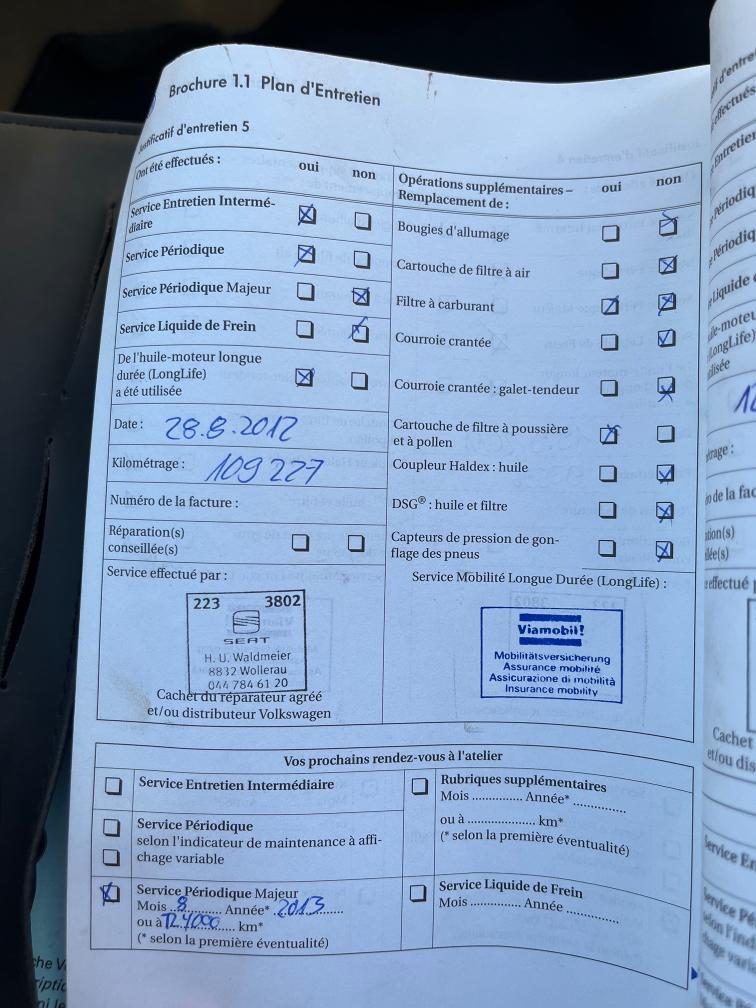 Brochure 1.1 Plan d'Entretien
Justificatif d'entretien 5
Ont été effectués : oui non
Service Entretien Intermé-
diaire
Service Périodique
Service Périodique Majeur
Service Liquide de Frein
De l'huile-moteur longue
durée (LongLife)
a été utilisée
Date : 28.8.2012
Kilométrage : 109 227
Numéro de la facture :
Réparation(s)
conseillée(s)
Service effectué par :
223 3802
SEAT
H. U. Waldmeier
8832 Wollerau
044 784 61 20
Cachet du réparateur agréé
et/ou distributeur Volkswagen
Opérations supplémentaires –
Remplacement de : oui non
Bougies d'allumage
Cartouche de filtre à air
Filtre à carburant
Courroie crantée
Courroie crantée : galet-tendeur
Cartouche de filtre à poussière
et à pollen
Coupleur Haldex : huile
DSG® : huile et filtre
Capteurs de pression de gon-
flage des pneus
Service Mobilité Longue Durée (LongLife) :
Viamobil!
Mobilitätsversicherung
Assurance mobilité
Assicurazione di mobilità
Insurance mobility
Vos prochains rendez-vous à l'atelier
Service Entretien Intermédiaire
Service Périodique
selon l'indicateur de maintenance à affi-
chage variable
Service Périodique Majeur
Mois ..8.......... Année* .2013........
ou à 124000 .... km*
(* selon la première éventualité)
Rubriques supplémentaires
Mois ............... Année* ...............
ou à .................... km*
(* selon la première éventualité)
Service Liquide de Frein
Mois ............... Année ...............